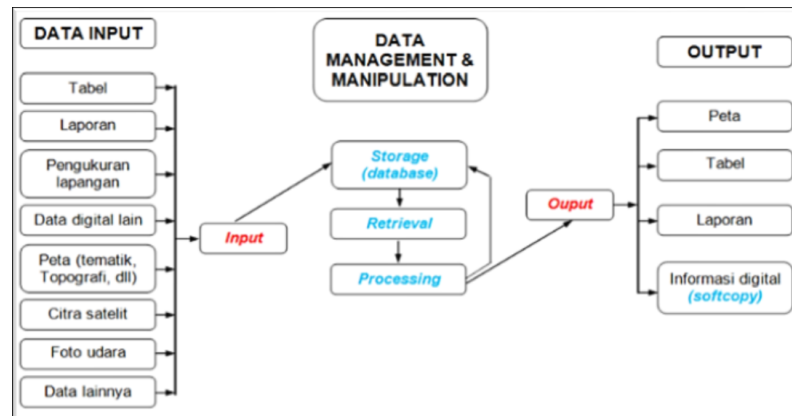 DATA INPUT
Tabel
Laporan
Pengukuran
lapangan
Data digital lain
Peta (tematik,
Topografi, dll)
Citra satelit
Foto udara
Data lainnya
Input
DATA
MANAGEMENT &
MANIPULATION
Storage
(database)
Retrieval
Processing
Ouput
OUTPUT
Peta
Tabel
Laporan
Informasi digital
(softcopy)